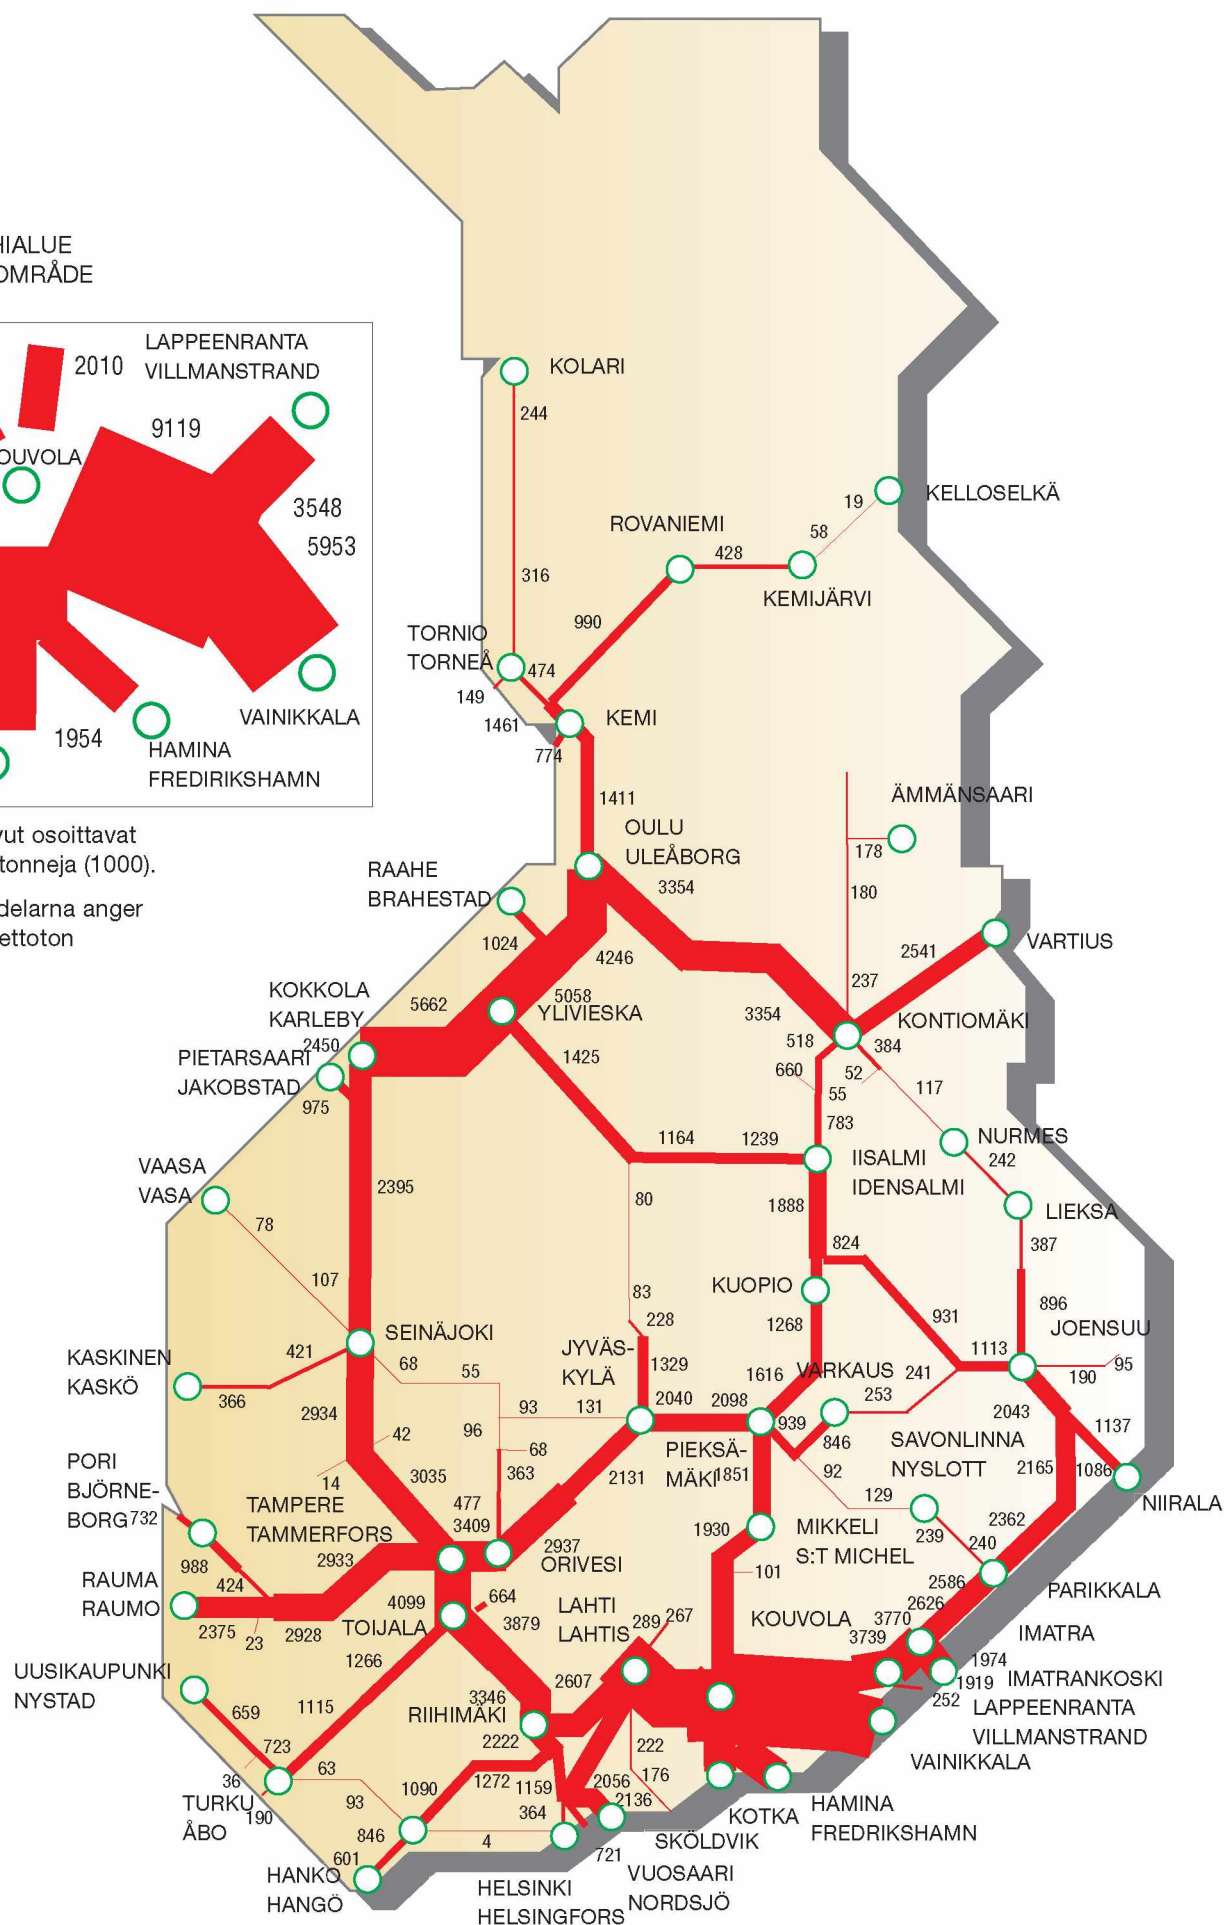 HIALUE
OMRÅDE
LAPPEENRANTA
VILLMANSTRAND
2010
9119
OUVOLA
3548
5953
VAINIKKALA
1954
HAMINA
FREDIRIKSHAMN
vut osoittavat
tonneja (1000).
delarna anger
ettoton
KOLARI
244
316
KELLOSELKÄ
19
58
ROVANIEMI
428
KEMIJÄRVI
990
TORNIO
TORNEÅ
474
149
1461
KEMI
774
1411
OULU
ULEÅBORG
3354
ÄMMÄNSAARI
178
180
237
RAAHE
BRAHESTAD
1024
4246
2541
VARTIUS
5058
5662
YLIVIESKA
KOKKOLA
KARLEBY
2450
PIETARSAARI
JAKOBSTAD
975
3354
KONTIOMÄKI
518
384
660
52
55
117
783
1425
1164
1239
NURMES
242
IISALMI
IDENSALMI
LIEKSA
387
VAASA
VASA
78
107
2395
80
83
228
1888
824
931
896
KUOPIO
1268
JOENSUU
1113
95
190
SEINÄJOKI
421
68
55
KASKINEN
KASKÖ
366
JYVÄS-
KYLÄ
1329
1616
VARKAUS
241
253
2934
93
131
2040
2098
939
846
2043
1137
42
96
68
14
3035
363
2131
PIEKSÄ-
MÄKI
1851
92
SAVONLINNA
NYSLOTT
2165
1086
NIIRALA
PORI
BJÖRNE-
BORG
732
TAMPERE
TAMMERFORS
477
3409
2937
ORIVESI
129
239
2362
240
1930
MIKKELI
S:T MICHEL
988
2933
101
2586
PARIKKALA
RAUMA
RAUMO
424
2375
23
2928
4099
664
TOIJALA
3879
LAHTI
LAHTIS
289
267
KOUVOLA
2626
3770
3739
IMATRA
1974
IMATRANKOSKI
1919
252
UUSIKAUPUNKI
NYSTAD
1266
1115
659
723
2607
3346
RIIHIMÄKI
2222
LAPPEENRANTA
VILLMANSTRAND
VAINIKKALA
36
63
TURKU
ÅBO
190
93
1090
1272
1159
222
176
2056
2136
364
846
4
721
601
HANKO
HANGÖ
KOTKA
HAMINA
FREDRIKSHAMN
SKÖLDVIK
VUOSAARI
NORDSJÖ
HELSINKI
HELSINGFORS